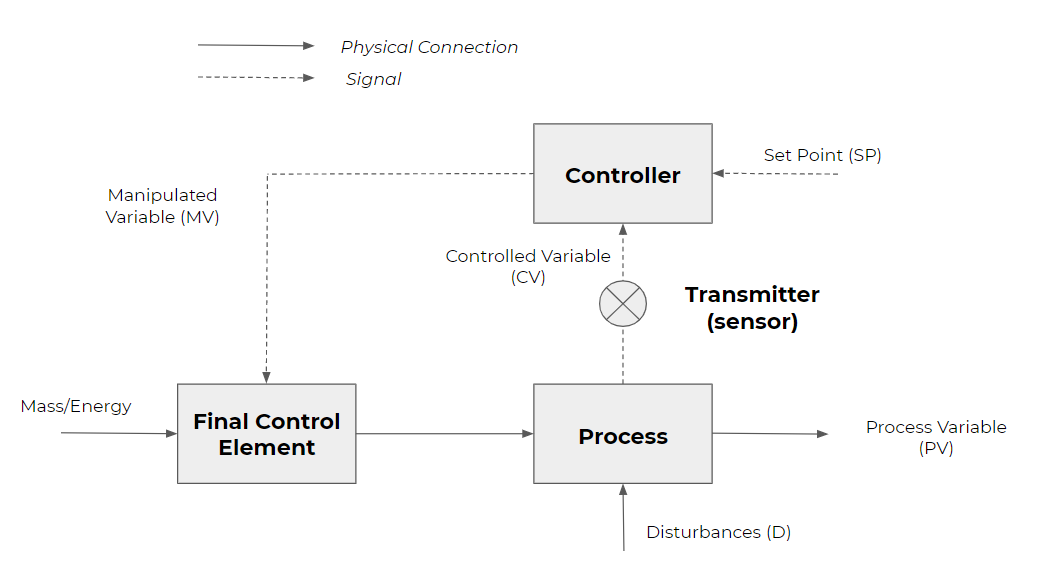 Physical Connection
Signal
Controller
Set Point (SP)
Manipulated
Variable (MV)
Controlled Variable
(CV)
Transmitter
(sensor)
Mass/Energy
Final Control
Element
Process
Process Variable
(PV)
Disturbances (D)